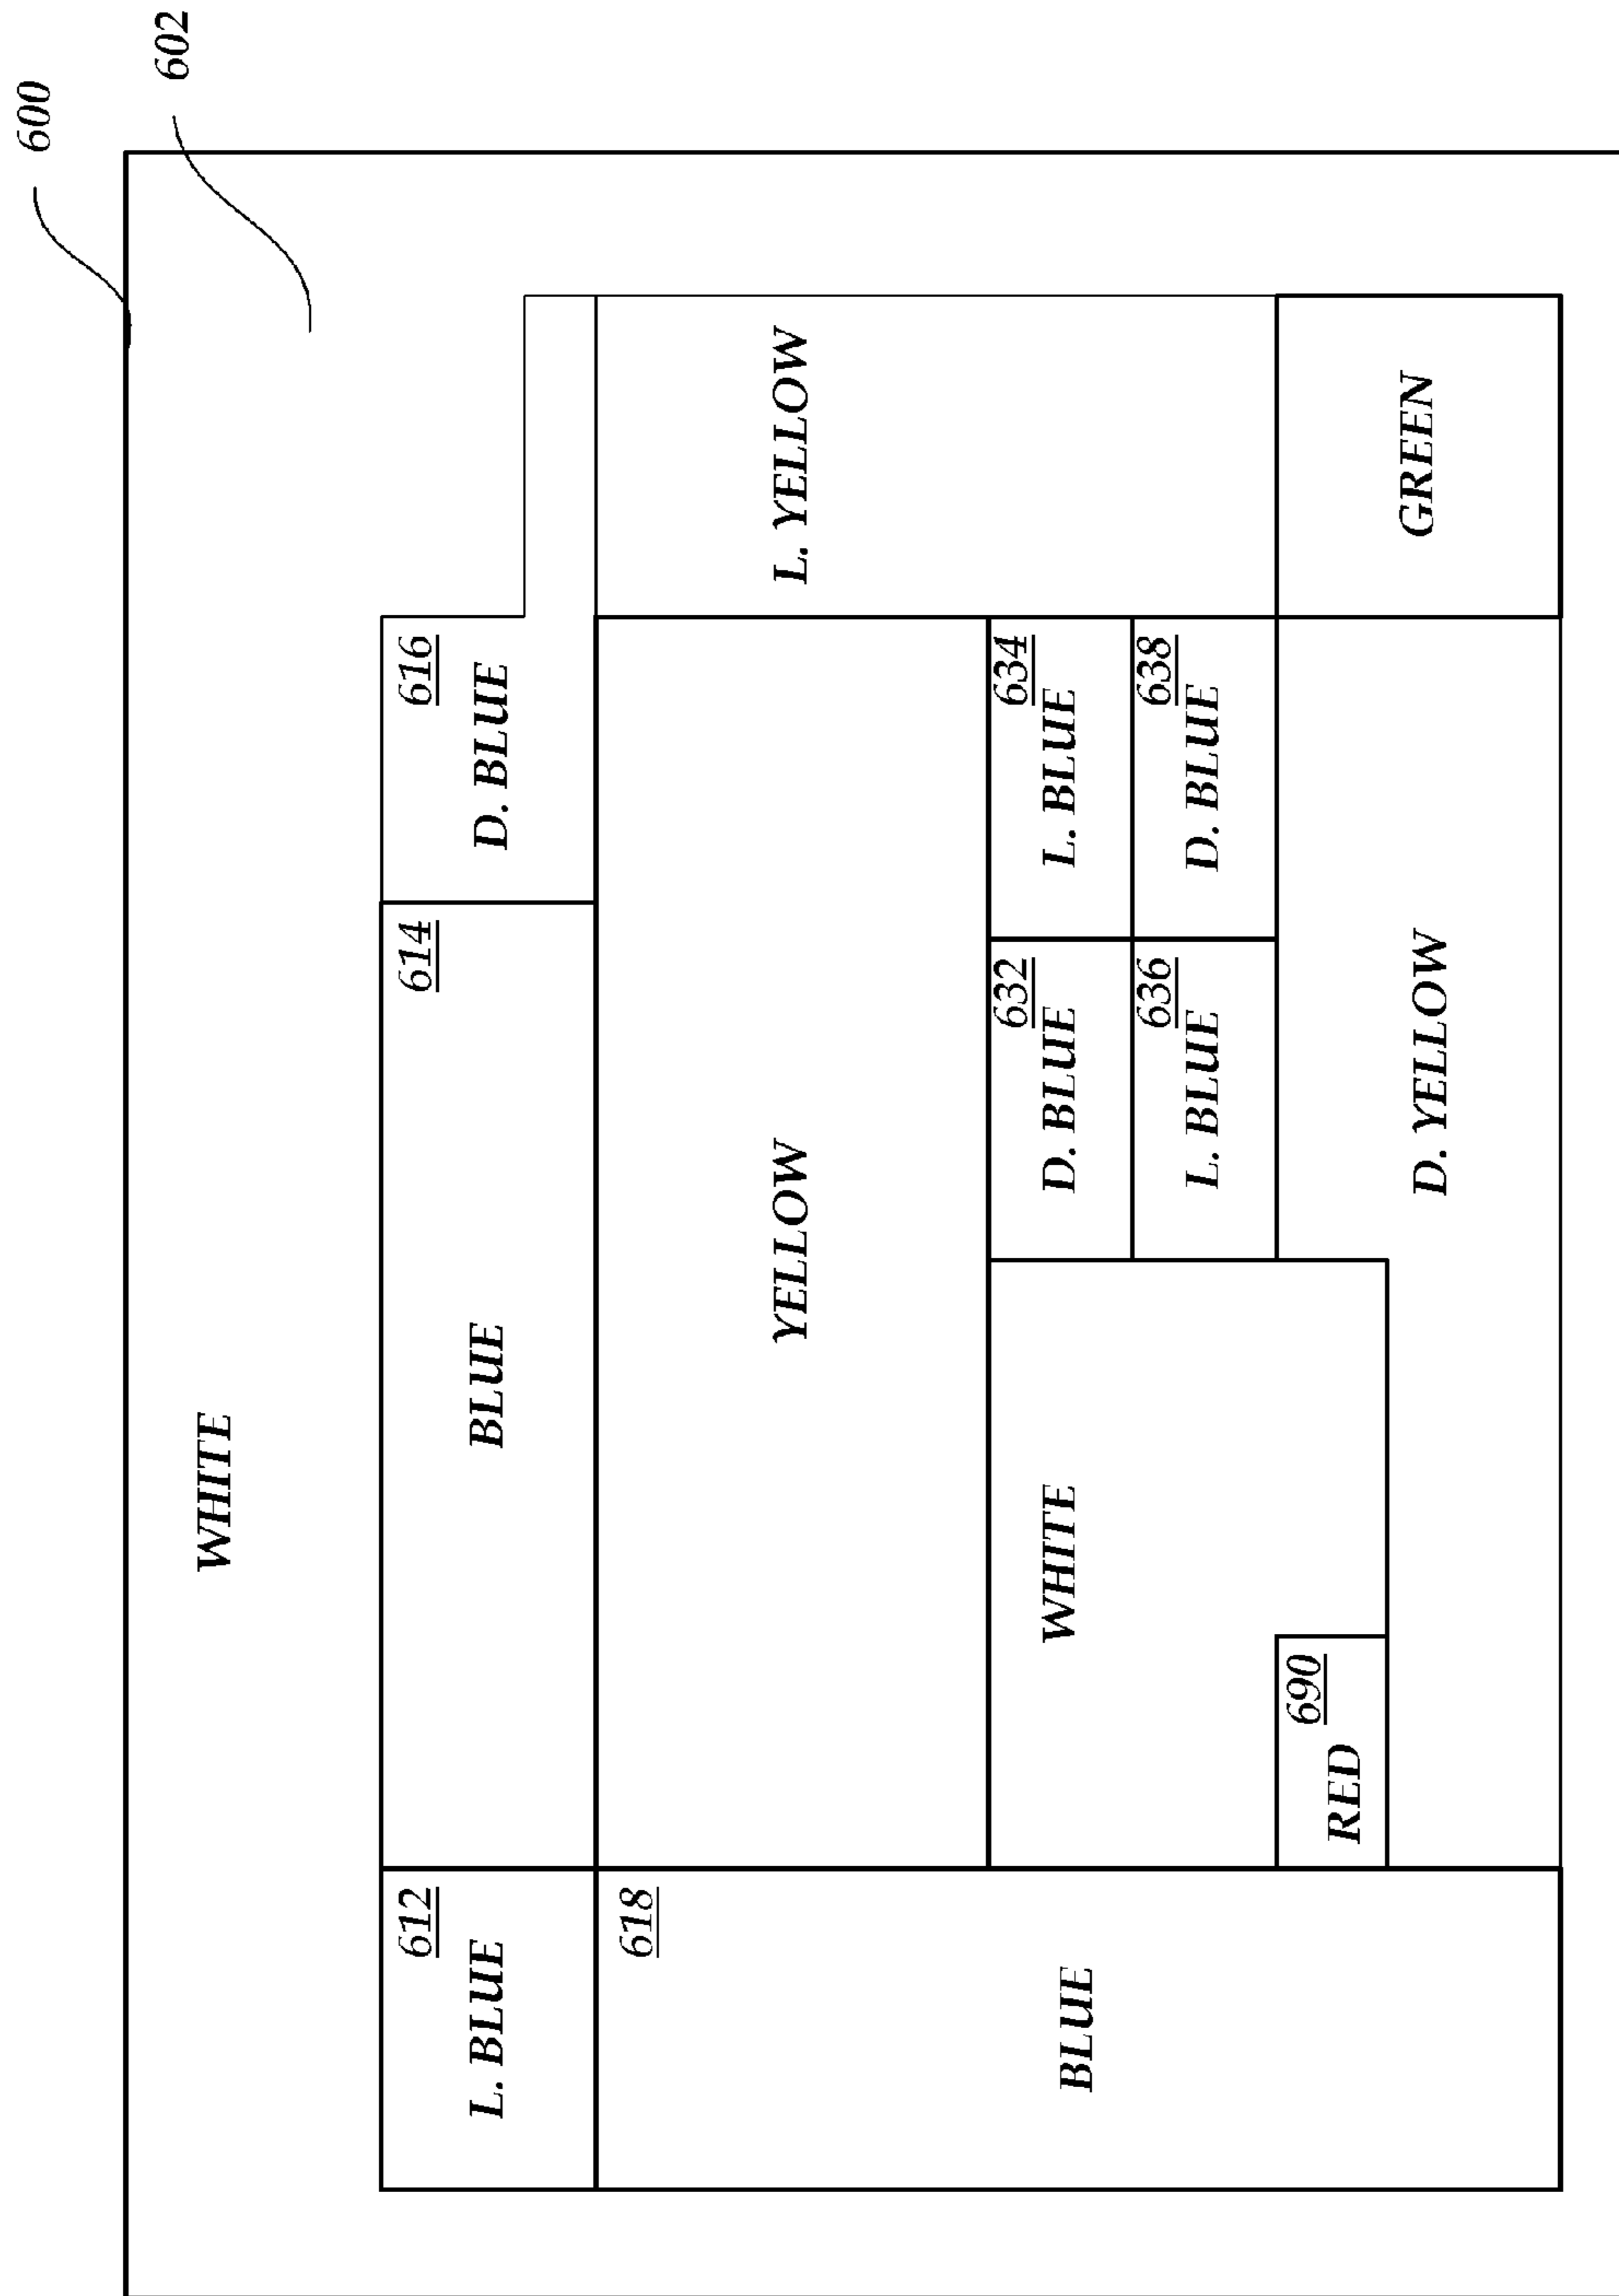 600
602
WHITE
612
L. BLUE
614
BLUE
616
D. BLUE
618
BLUE
YELLOW
L. YELLOW
WHITE
632
D. BLUE
634
L. BLUE
636
L. BLUE
638
D. BLUE
690
RED
D. YELLOW
GREEN